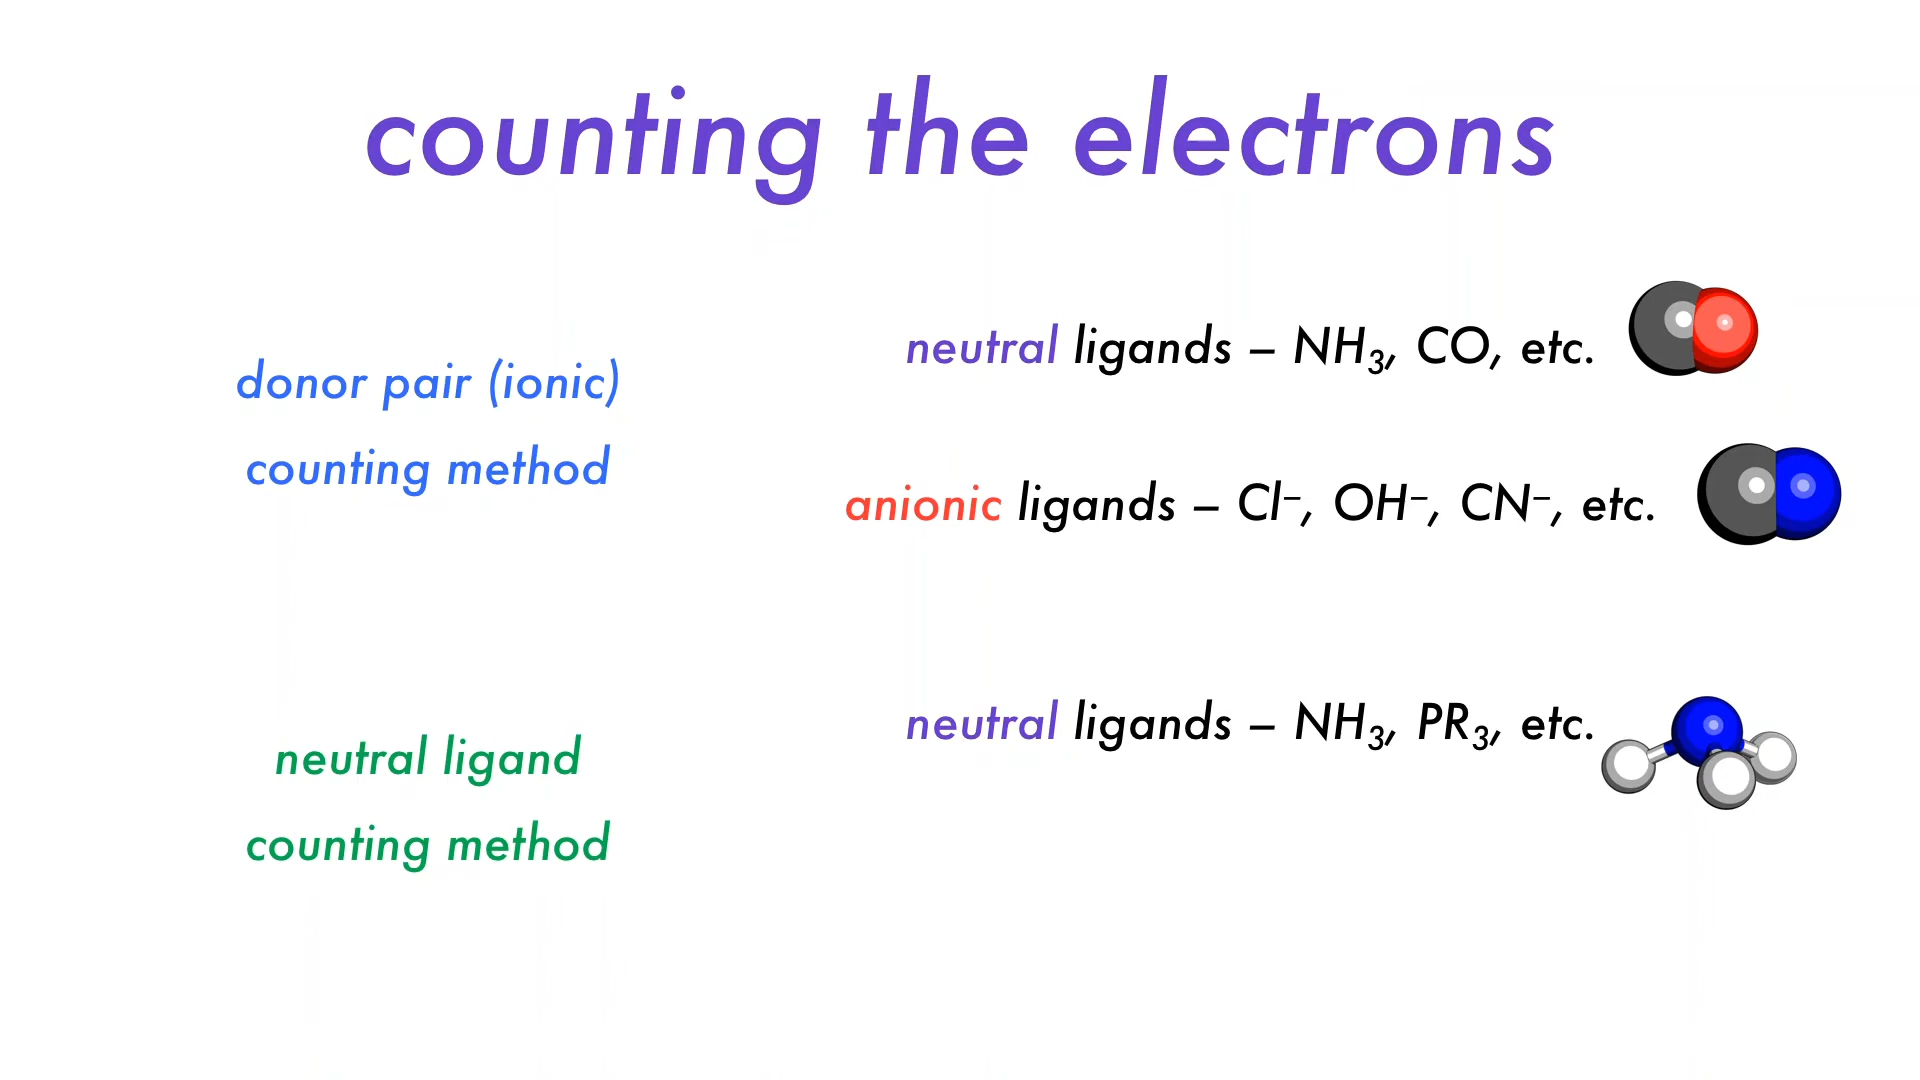 counting the electrons
donor pair (ionic)
counting method
neutral ligands – NH₃, CO, etc.
anionic ligands – Cl⁻, OH⁻, CN⁻, etc.
neutral ligand
counting method
neutral ligands – NH₃, PR₃, etc.